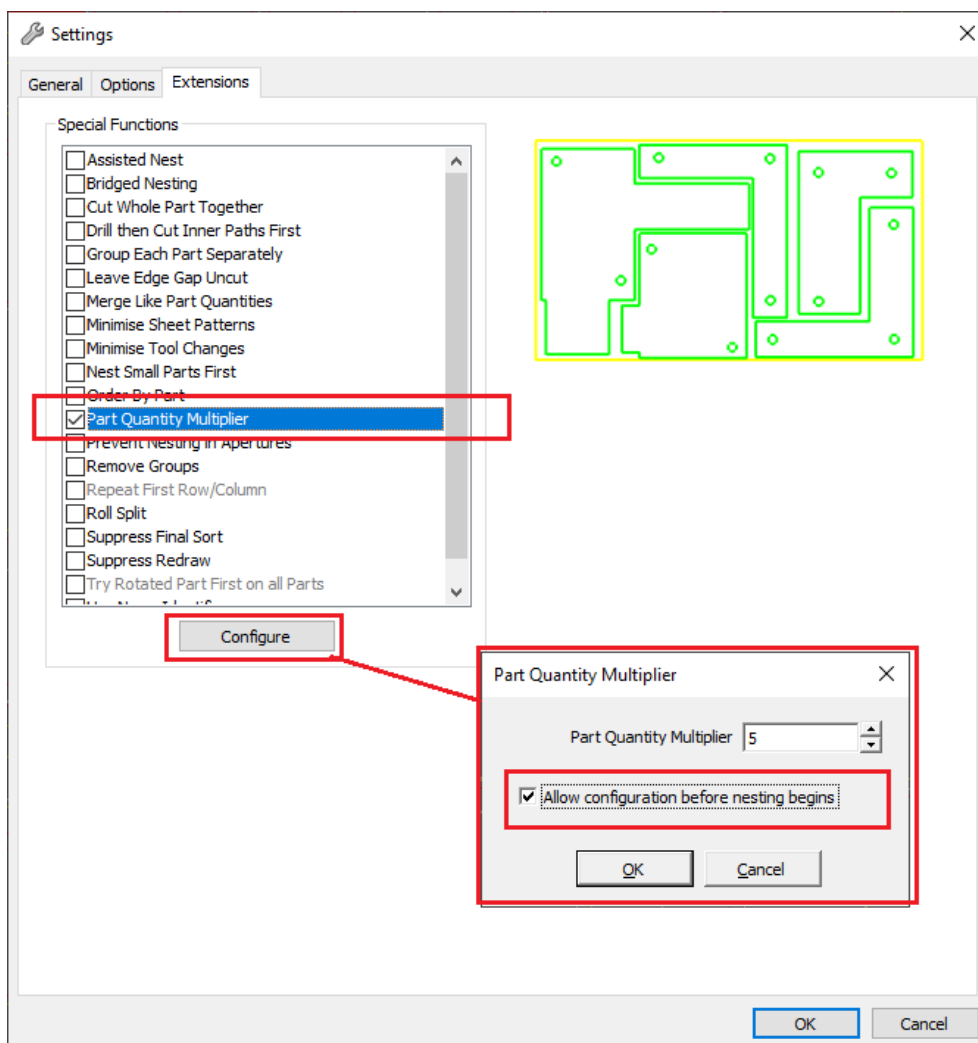 Settings
General Options Extensions
Special Functions
Assisted Nest
Bridged Nesting
Cut Whole Part Together
Drill then Cut Inner Paths First
Group Each Part Separately
Leave Edge Gap Uncut
Merge Like Part Quantities
Minimise Sheet Patterns
Minimise Tool Changes
Nest Small Parts First
Order By Part
Part Quantity Multiplier
Prevent Nesting in Apertures
Remove Groups
Repeat First Row/Column
Roll Split
Suppress Final Sort
Suppress Redraw
Try Rotated Part First on all Parts
Configure
Part Quantity Multiplier
Part Quantity Multiplier 5
Allow configuration before nesting begins
OK Cancel
OK Cancel